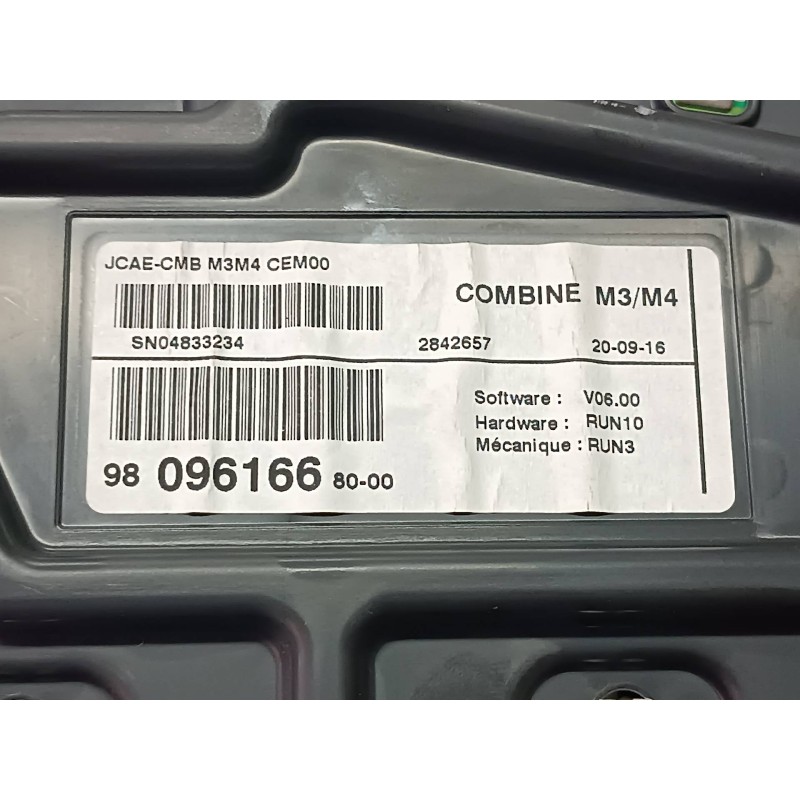 JCAE-CMB M3M4 CEM00
COMBINE M3/M4
SN04833234 2842657 20-09-16
Software : V06.00
Hardware : RUN10
Mécanique : RUN3
98 096166 80-00